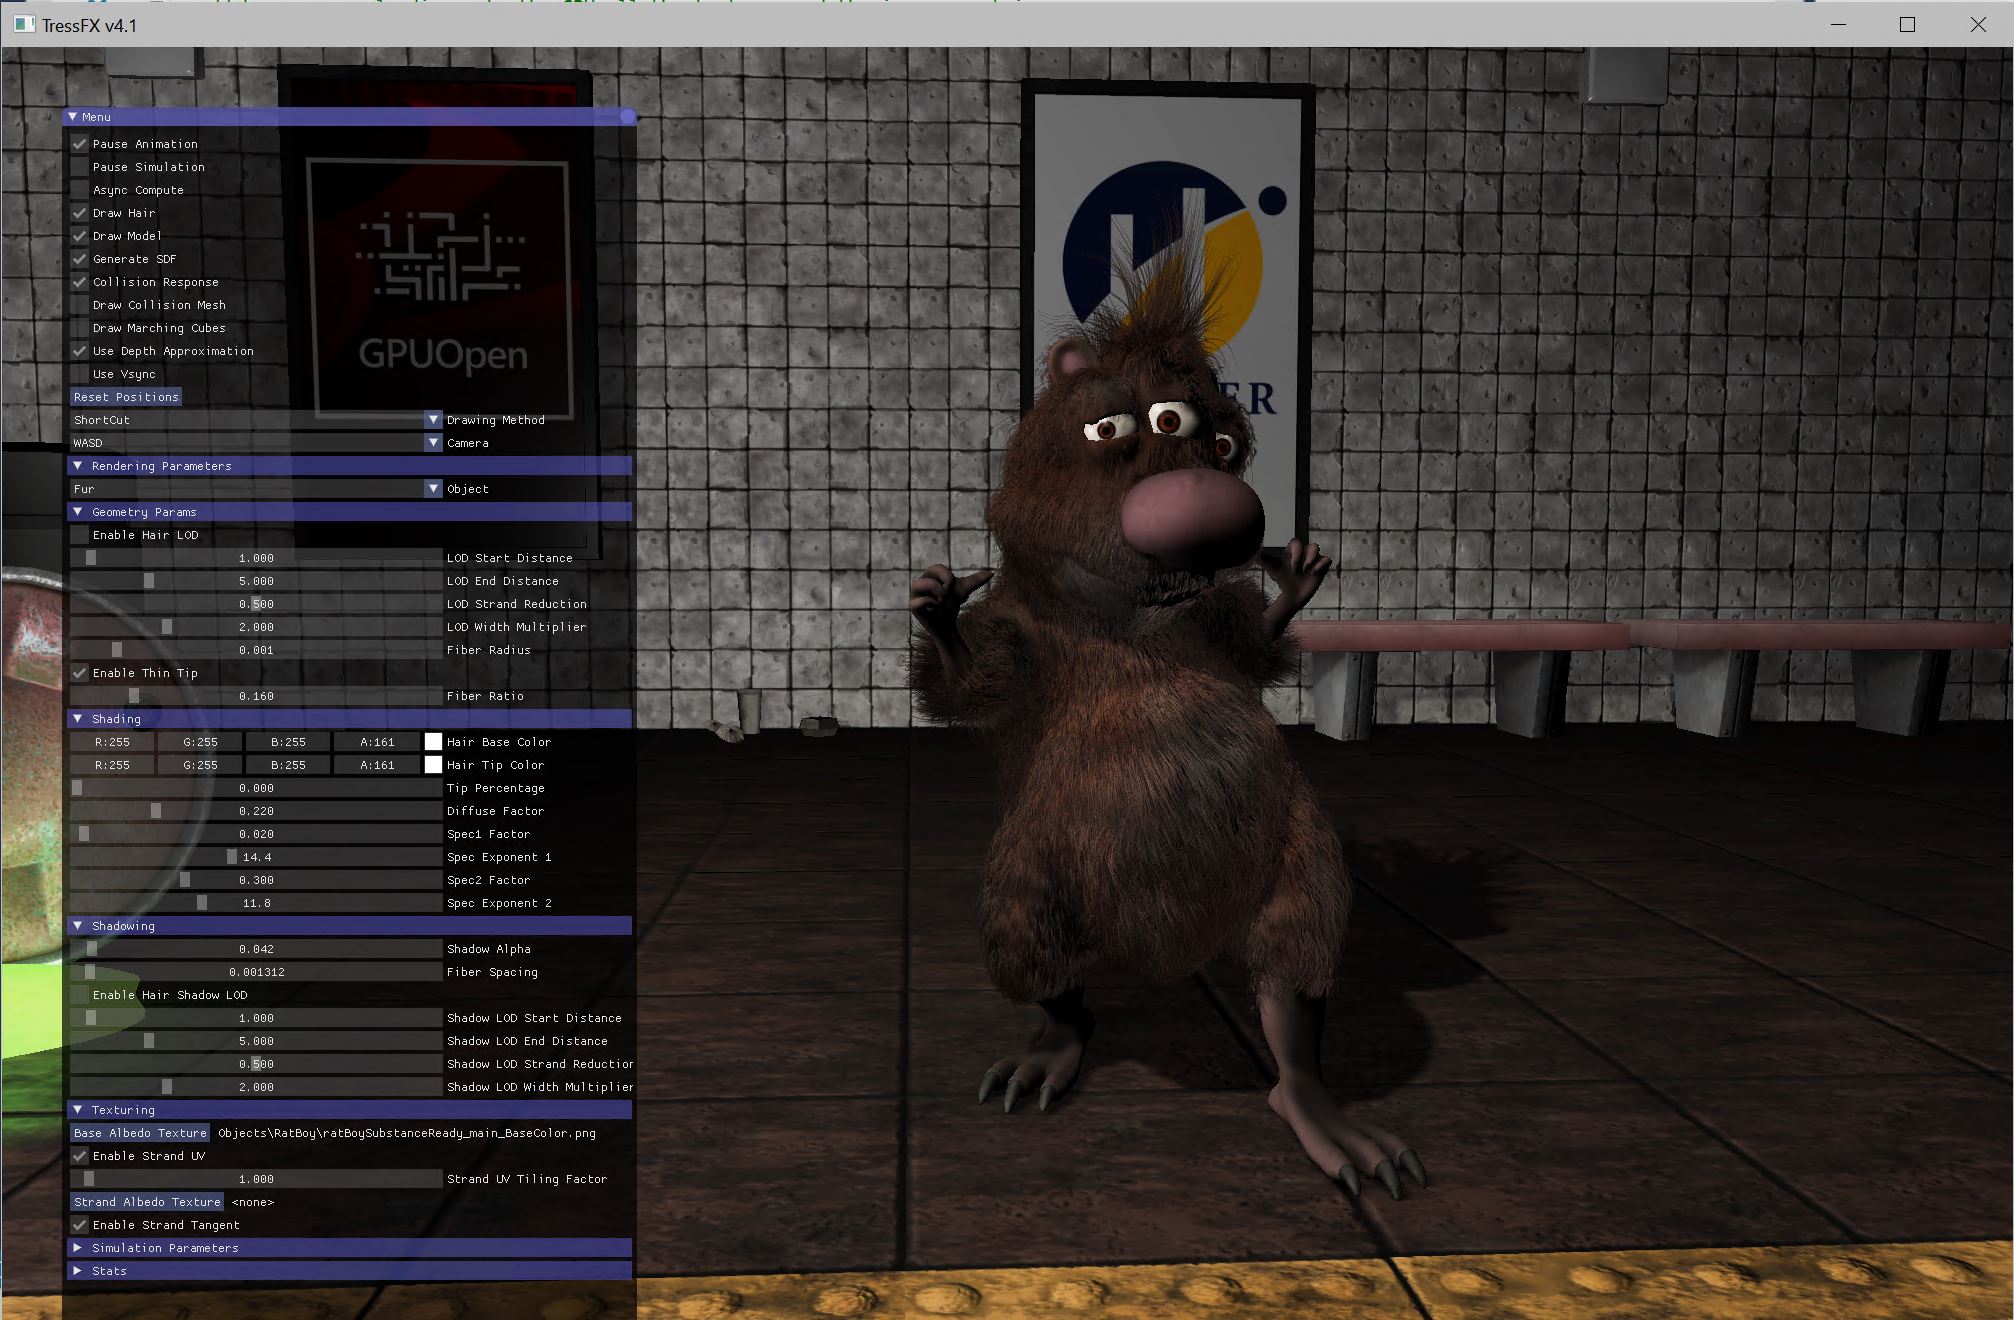 TressFX v4.1
Menu
Pause Animation
Pause Simulation
Async Compute
Draw Hair
Draw Model
Generate SDF
Collision Response
Draw Collision Mesh
Draw Marching Cubes
Use Depth Approximation
Use Vsync
Reset Positions
ShortCut Drawing Method
WASD Camera
Rendering Parameters
Fur Object
Geometry Params
Enable Hair LOD
1.000 LOD Start Distance
5.000 LOD End Distance
0.500 LOD Strand Reduction
2.000 LOD Width Multiplier
0.001 Fiber Radius
Enable Thin Tip
0.160 Fiber Ratio
Shading
R:255 G:255 B:255 A:161 Hair Base Color
R:255 G:255 B:255 A:161 Hair Tip Color
0.000 Tip Percentage
0.220 Diffuse Factor
0.020 Spec1 Factor
14.4 Spec Exponent 1
0.300 Spec2 Factor
11.8 Spec Exponent 2
Shadowing
0.042 Shadow Alpha
0.001312 Fiber Spacing
Enable Hair Shadow LOD
1.000 Shadow LOD Start Distance
5.000 Shadow LOD End Distance
0.500 Shadow LOD Strand Reduction
2.000 Shadow LOD Width Multiplier
Texturing
Base Albedo Texture Objects\RatBoy\ratBoySubstanceReady_main_BaseColor.png
Enable Strand UV
1.000 Strand UV Tiling Factor
Strand Albedo Texture <none>
Enable Strand Tangent
Simulation Parameters
Stats
GPUOpen